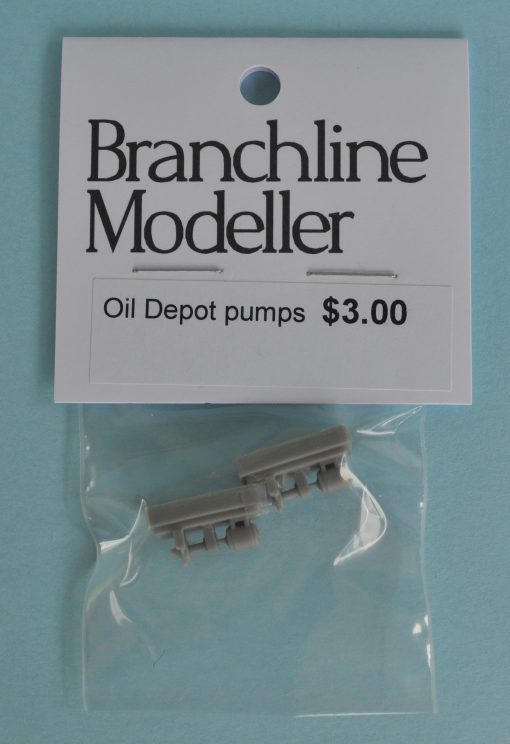 Branchline
Modeller
Oil Depot pumps $3.00